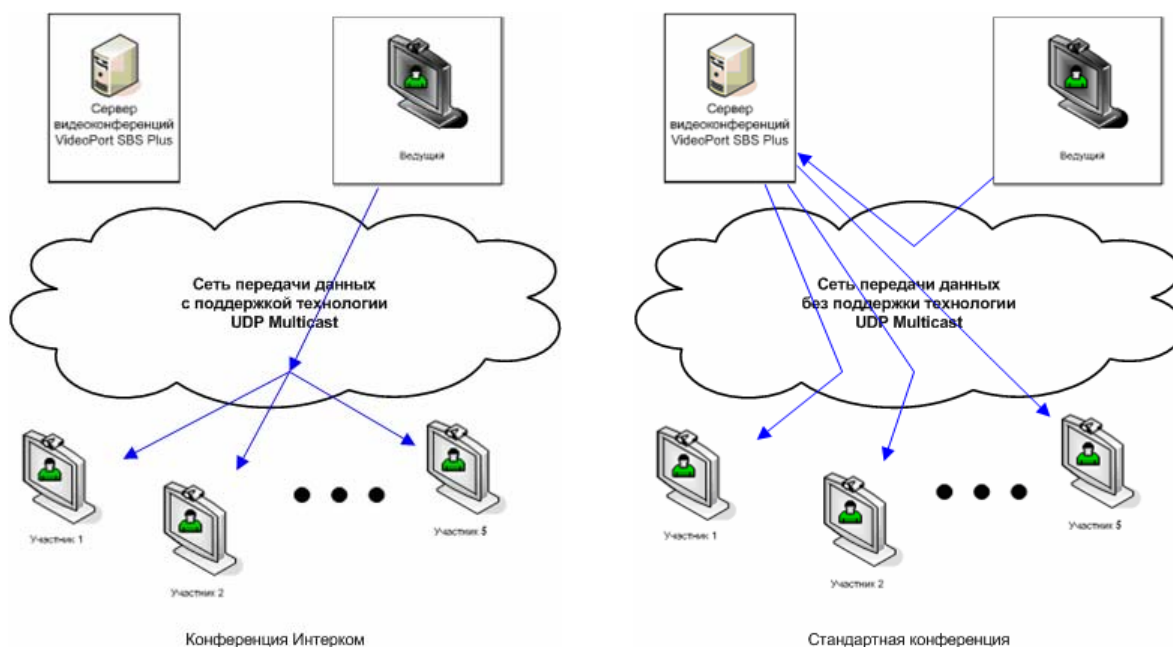 Сервер
видеоконференций
VideoPort SBS Plus
Ведущий
Сеть передачи данных
с поддержкой технологии
UDP Multicast
Участник 1
Участник 2
Участник 5
Конференция Интерком
Сервер
видеоконференций
VideoPort SBS Plus
Ведущий
Сеть передачи данных
без поддержки технологии
UDP Multicast
Участник 1
Участник 2
Участник 5
Стандартная конференция